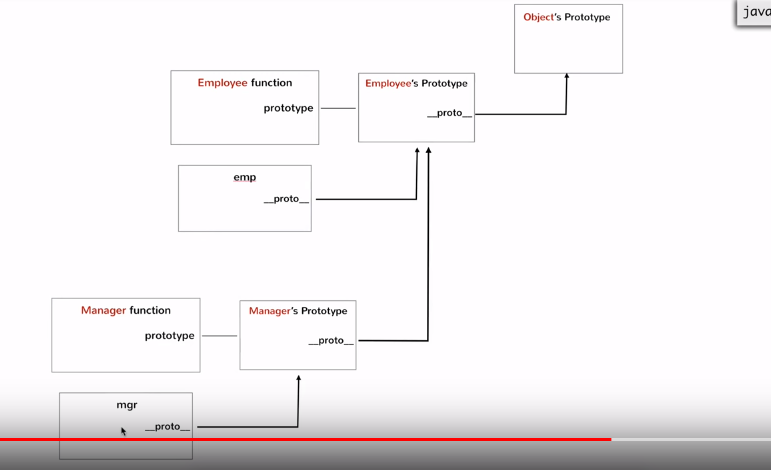 java
Object's Prototype
Employee function
prototype
Employee's Prototype
__proto__
emp
__proto__
Manager function
prototype
Manager's Prototype
__proto__
mgr
__proto__